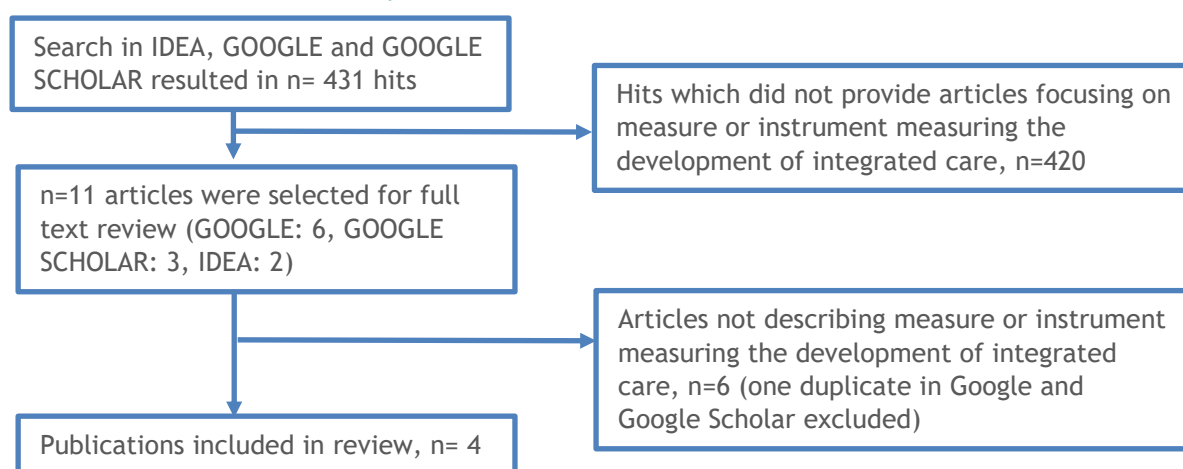 Search in IDEA, GOOGLE and GOOGLE
SCHOLAR resulted in n= 431 hits
Hits which did not provide articles focusing on
measure or instrument measuring the
development of integrated care, n=420
n=11 articles were selected for full
text review (GOOGLE: 6, GOOGLE
SCHOLAR: 3, IDEA: 2)
Articles not describing measure or instrument
measuring the development of integrated
care, n=6 (one duplicate in Google and
Google Scholar excluded)
Publications included in review, n= 4